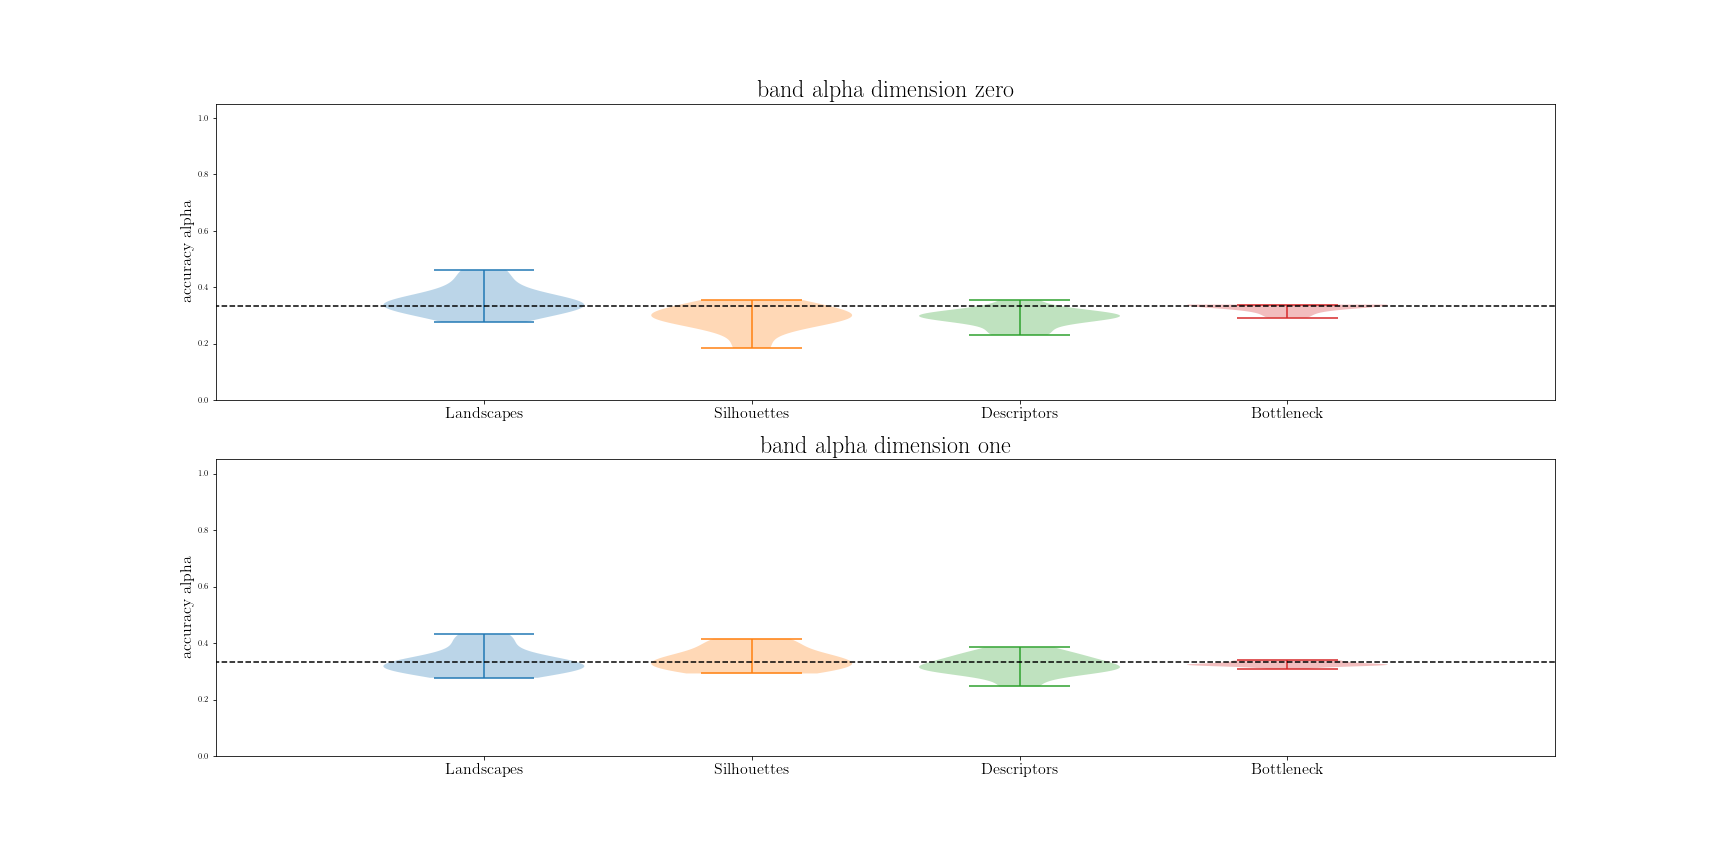 band alpha dimension zero
accuracy alpha
1.0
0.8
0.6
0.4
0.2
0.0
Landscapes Silhouettes Descriptors Bottleneck
band alpha dimension one
accuracy alpha
1.0
0.8
0.6
0.4
0.2
0.0
Landscapes Silhouettes Descriptors Bottleneck